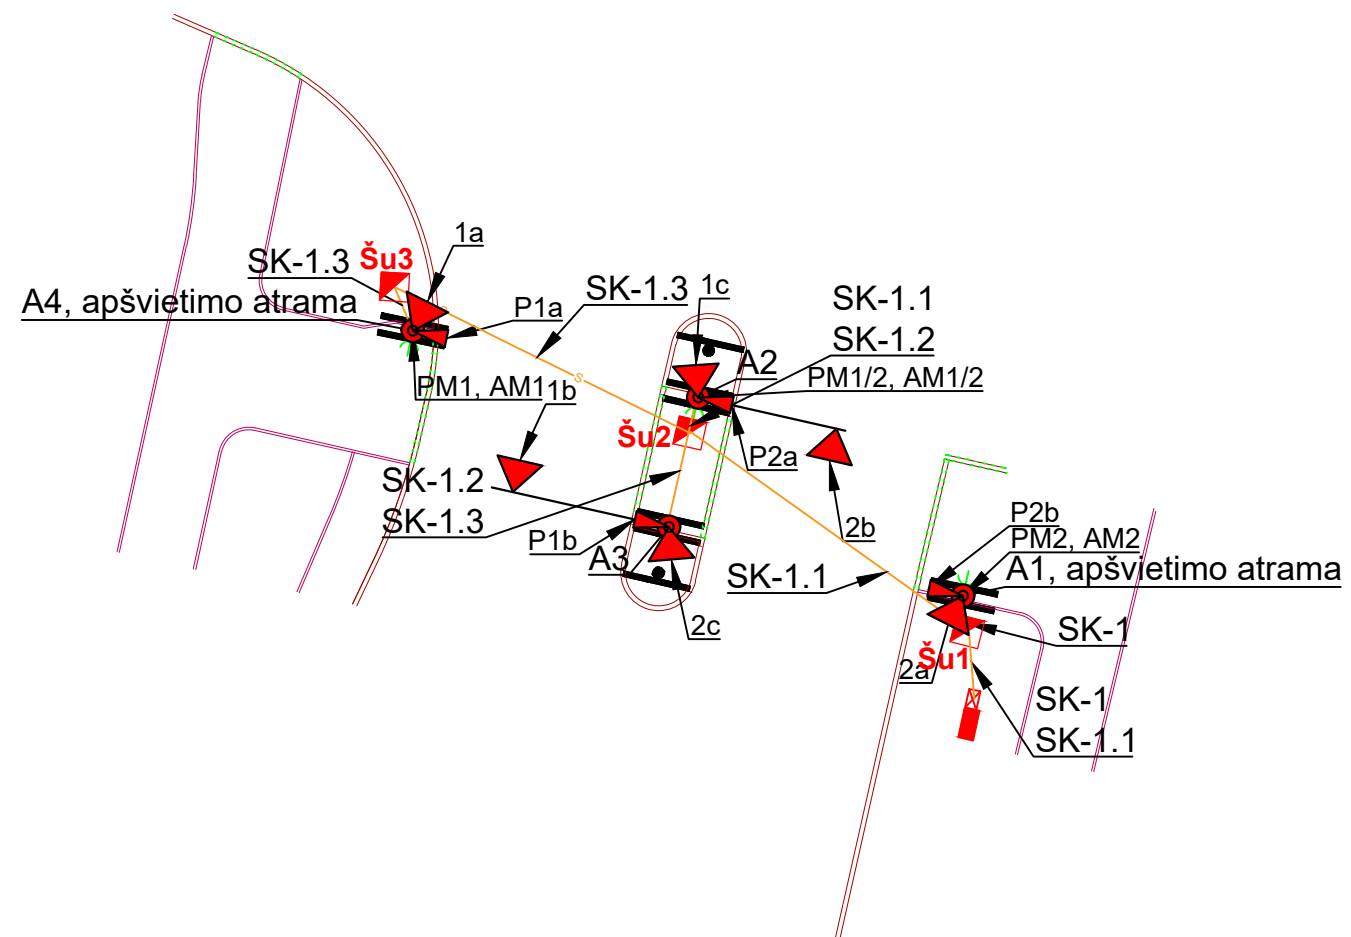 1a
SK-1.3
Šu3
A4, apšvietimo atrama
P1a
SK-1.3
1c
SK-1.1
SK-1.2
A2
PM1/2, AM1/2
PM1, AM1
1b
Šu2
P2a
SK-1.2
SK-1.3
P1b
A3
2b
P2b
PM2, AM2
A1, apšvietimo atrama
SK-1.1
2c
SK-1
Šu1
2a
SK-1
SK-1.1
s
s